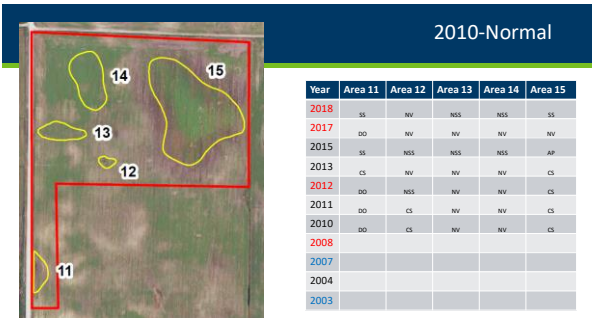 2010-Normal
14
15
13
12
11
Year Area 11 Area 12 Area 13 Area 14 Area 15
2018 SS NV NSS NSS SS
2017 DO NV NV NV NV
2015 SS NSS NSS NSS AP
2013 CS NV NV NV CS
2012 DO NSS NV NV CS
2011 DO CS NV NV CS
2010 DO CS NV NV CS
2008
2007
2004
2003